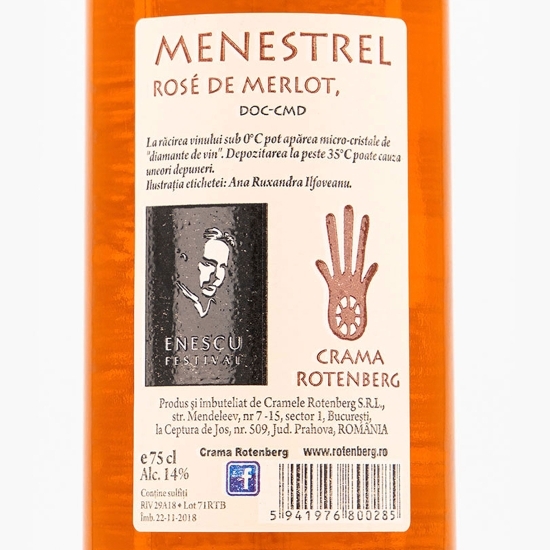 MENESTREL
ROSÉ DE MERLOT,
DOC-CMD
La răcirea vinului sub 0°C pot apărea micro-cristale de
"diamante de vin". Depozitarea la peste 35°C poate cauza
uneori depuneri.
Ilustrația etichetei: Ana Ruxandra Ilfoveanu.
ENESCU
FESTIVAL
CRAMA
ROTENBERG
Produs și îmbuteliat de Cramele Rotenberg S.R.L.,
str. Mendeleev, nr 7 -15, sector 1, București,
la Ceptura de Jos, nr. 509, Jud. Prahova, ROMÂNIA
Crama Rotenberg www.rotenberg.ro
e 75 cl
Alc. 14%
f
Conține sulfiți
RIV 29A18 • Lot 71RTB
Îmb. 22-11-2018
5 941976 800285